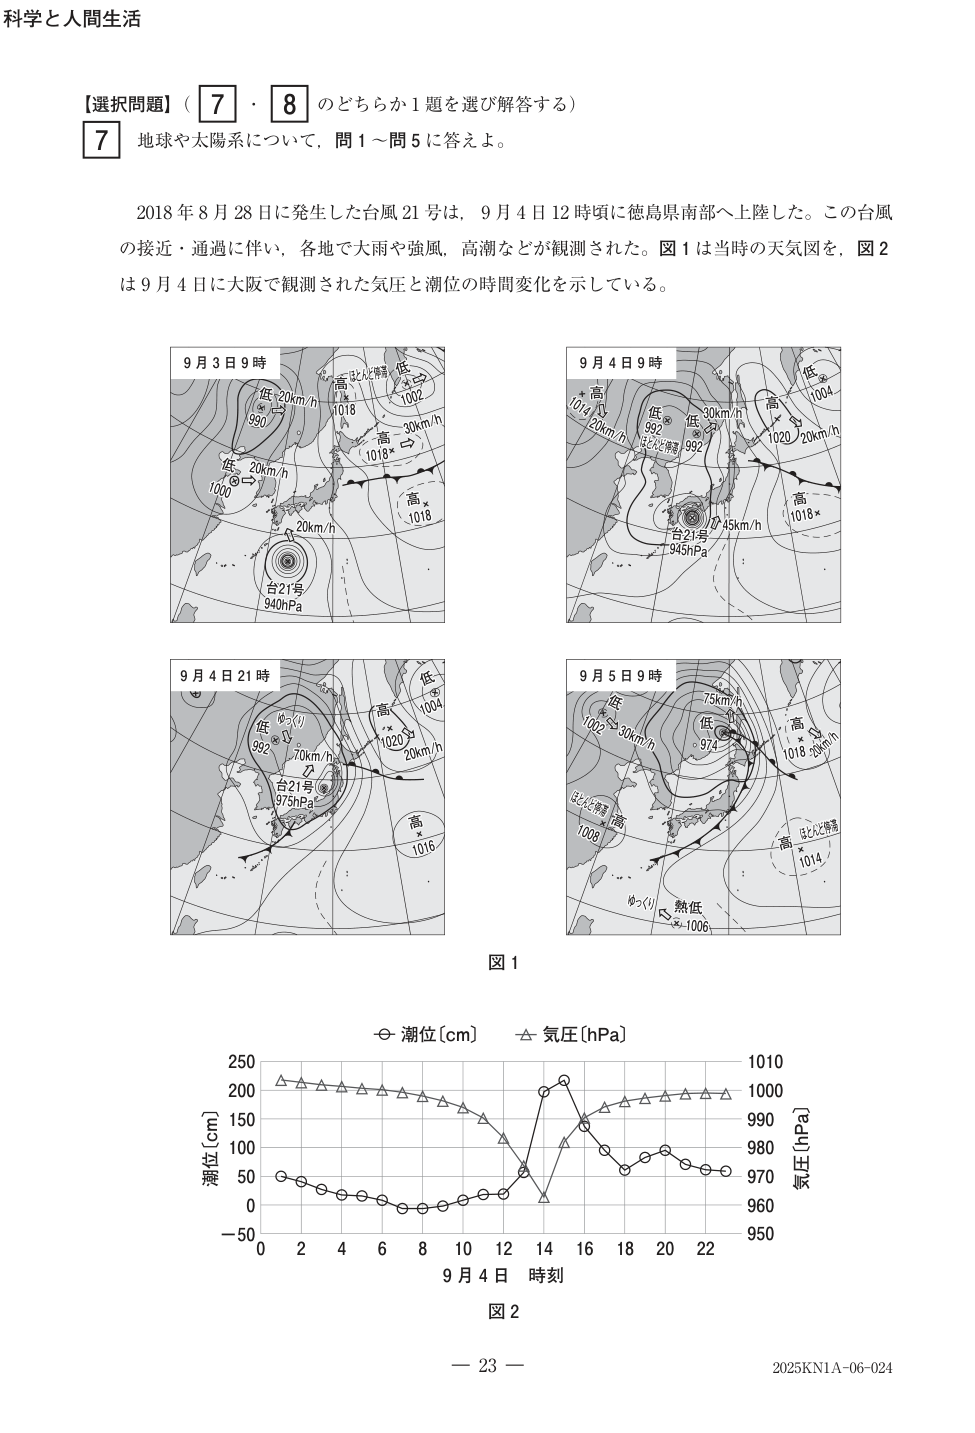 科学と人間生活
【選択問題】（ 7 ・ 8 のどちらか1題を選び解答する）
7 地球や太陽系について，問1～問5に答えよ。
2018年8月28日に発生した台風21号は，9月4日12時頃に徳島県南部へ上陸した。この台風
の接近・通過に伴い，各地で大雨や強風，高潮などが観測された。図1は当時の天気図を，図2
は9月4日に大阪で観測された気圧と潮位の時間変化を示している。
9月3日9時
低 20km/h
990
高 ほとんど停滞
1018
低
1002
高 30km/h
1018
低 20km/h
1000
高
1018
20km/h
台21号
940hPa
9月4日9時
高
1014
20km/h
低
992
ほとんど停滞
低 30km/h
992
高
1020 20km/h
低
1004
高
1018
45km/h
台21号
945hPa
9月4日21時
低 ゆっくり
992
70km/h
台21号
975hPa
高
1020
20km/h
低
1004
高
1016
9月5日9時
低
1002
30km/h
75km/h
低
974
高
1018 20km/h
ほとんど停滞
高
1008
高 ほとんど停滞
1014
ゆっくり 熱低
1006
図1
潮位〔cm〕 気圧〔hPa〕
250
200
150
100
50
0
－50
潮位〔cm〕
1010
1000
990
980
970
960
950
気圧〔hPa〕
0 2 4 6 8 10 12 14 16 18 20 22
9月4日 時刻
図2
― 23 ―
2025KN1A-06-024